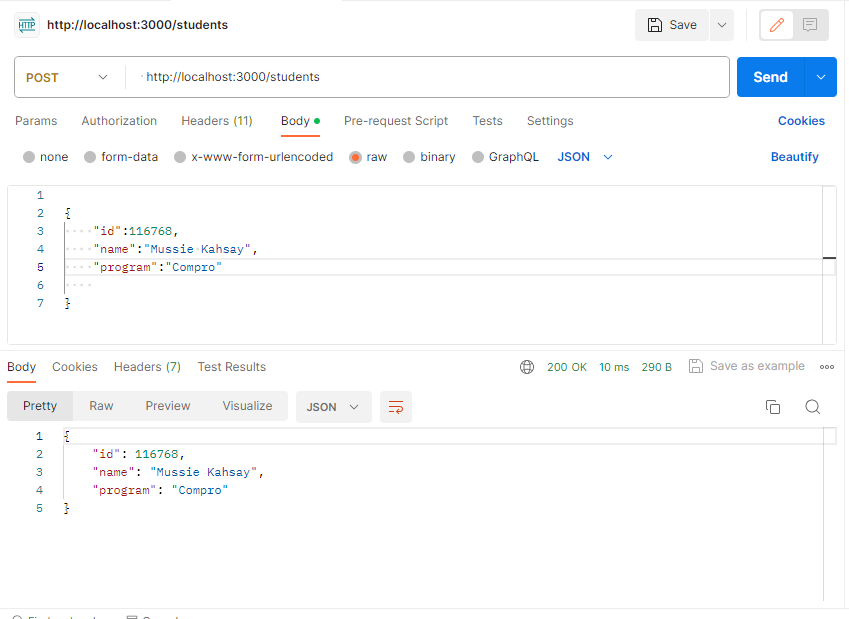 HTTP http://localhost:3000/students Save
POST http://localhost:3000/students Send
Params Authorization Headers (11) Body Pre-request Script Tests Settings Cookies
none form-data x-www-form-urlencoded raw binary GraphQL JSON Beautify
1
2 {
3 "id":116768,
4 "name":"Mussie Kahsay",
5 "program":"Compro"
6
7 }
Body Cookies Headers (7) Test Results 200 OK 10 ms 290 B Save as example
Pretty Raw Preview Visualize JSON
1 {
2 "id": 116768,
3 "name": "Mussie Kahsay",
4 "program": "Compro"
5 }